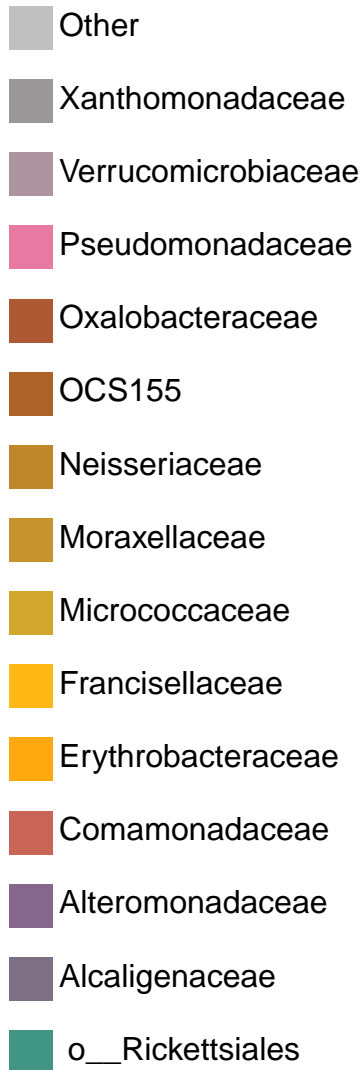 Other
Xanthomonadaceae
Verrucomicrobiaceae
Pseudomonadaceae
Oxalobacteraceae
OCS155
Neisseriaceae
Moraxellaceae
Micrococcaceae
Francisellaceae
Erythrobacteraceae
Comamonadaceae
Alteromonadaceae
Alcaligenaceae
o__Rickettsiales